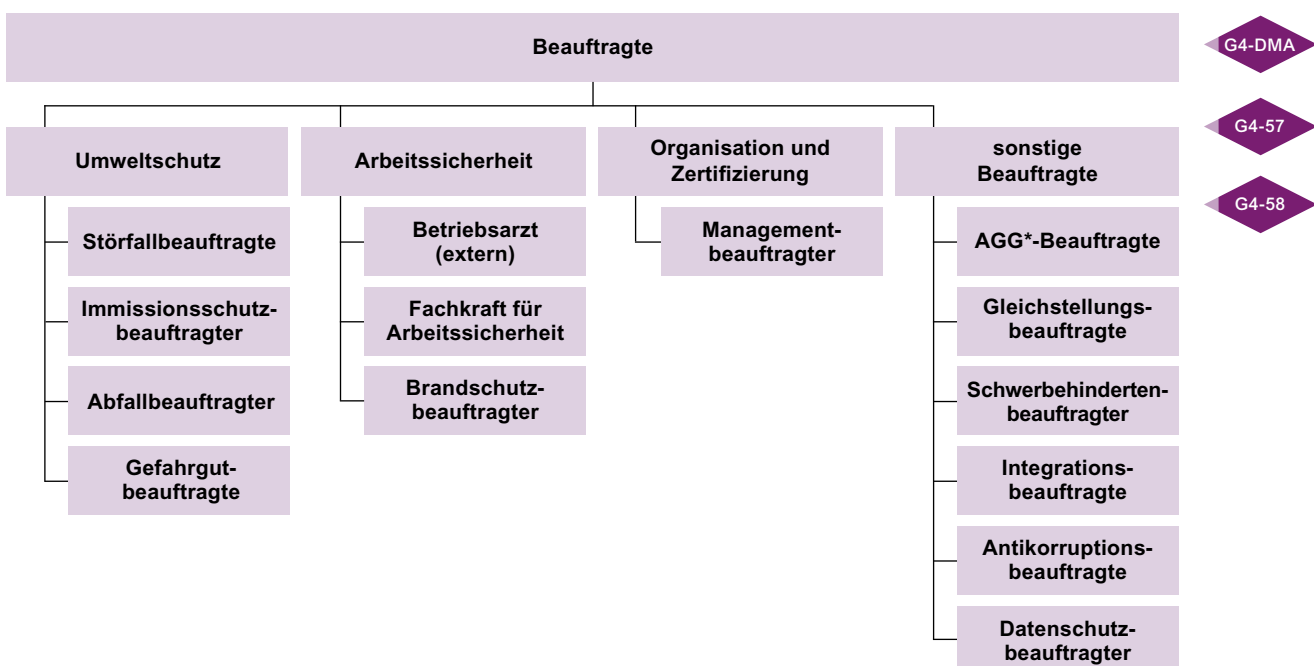 Beauftragte
G4-DMA
G4-57
G4-58
Umweltschutz
Störfallbeauftragte
Immissionsschutz-
beauftragter
Abfallbeauftragter
Gefahrgut-
beauftragte
Arbeitssicherheit
Betriebsarzt
(extern)
Fachkraft für
Arbeitssicherheit
Brandschutz-
beauftragter
Organisation und
Zertifizierung
Management-
beauftragter
sonstige
Beauftragte
AGG*-Beauftragte
Gleichstellungs-
beauftragte
Schwerbehinderten-
beauftragter
Integrations-
beauftragte
Antikorruptions-
beauftragte
Datenschutz-
beauftragter